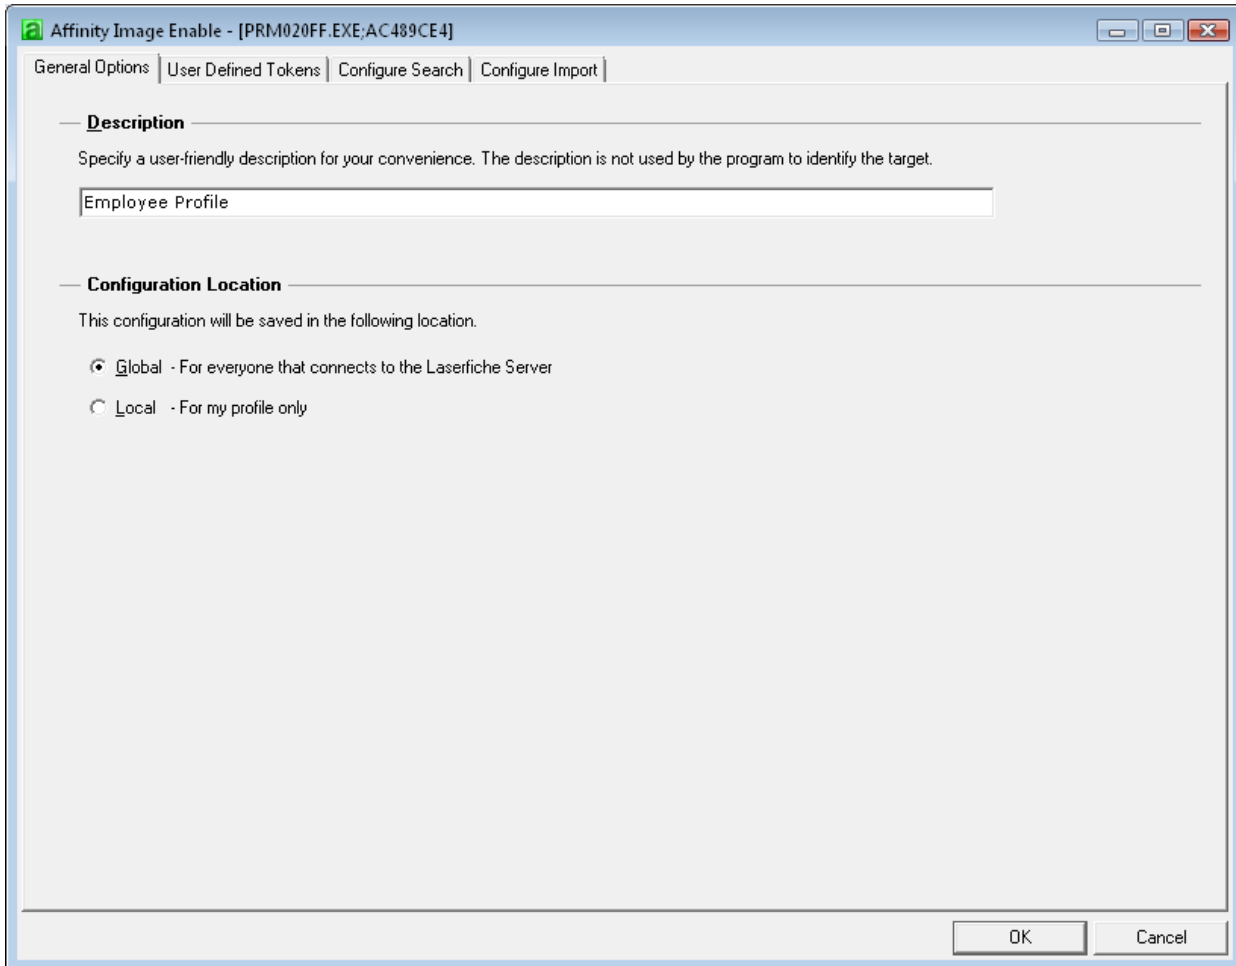 Affinity Image Enable - [PRM020FF.EXE;AC489CE4]
General Options User Defined Tokens Configure Search Configure Import
Description
Specify a user-friendly description for your convenience. The description is not used by the program to identify the target.
Employee Profile
Configuration Location
This configuration will be saved in the following location.
Global - For everyone that connects to the Laserfiche Server
Local - For my profile only
OK Cancel